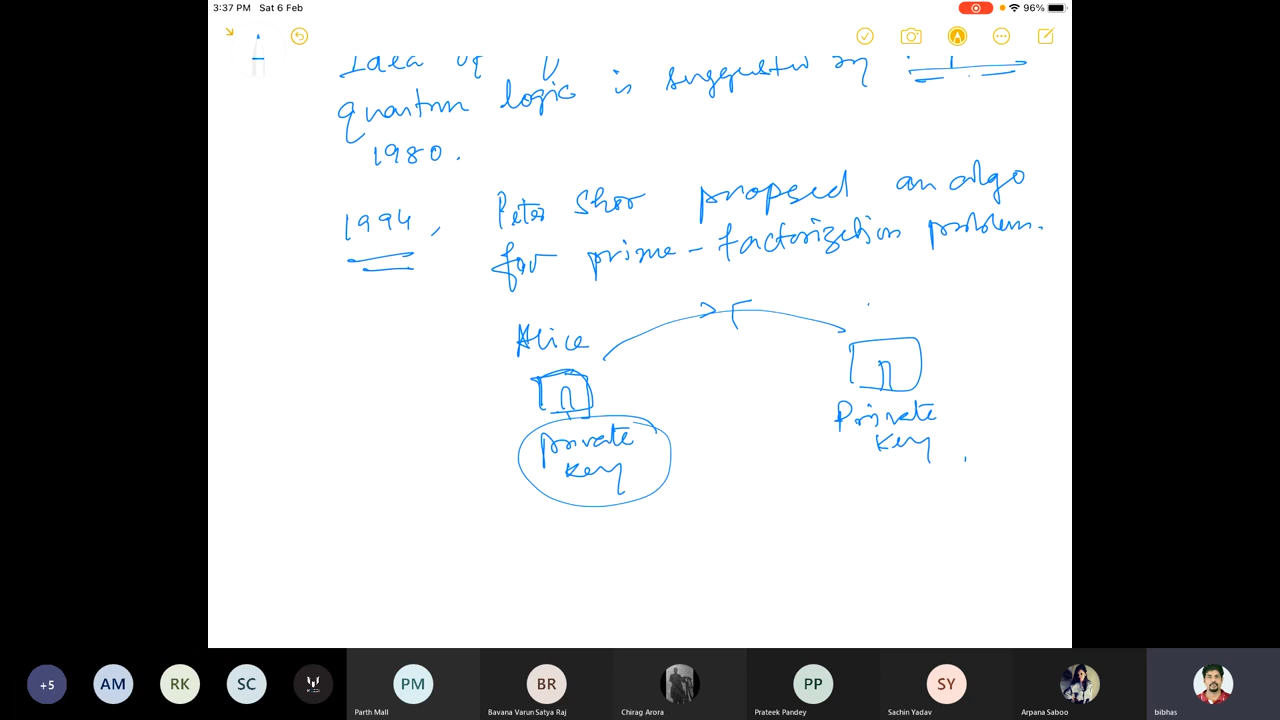 3:37 PM Sat 6 Feb 96%
Idea of
quantum logic is suggested in
1980.
1994, Peter Shor propsed an algo
for prime - factorization problem.
Alice
n n
private key Private Key
+5 AM RK SC PM BR PP SY
Parth Mall Bavana Varun Satya Raj Chirag Arora Prateek Pandey Sachin Yadav Arpana Saboo bibhas